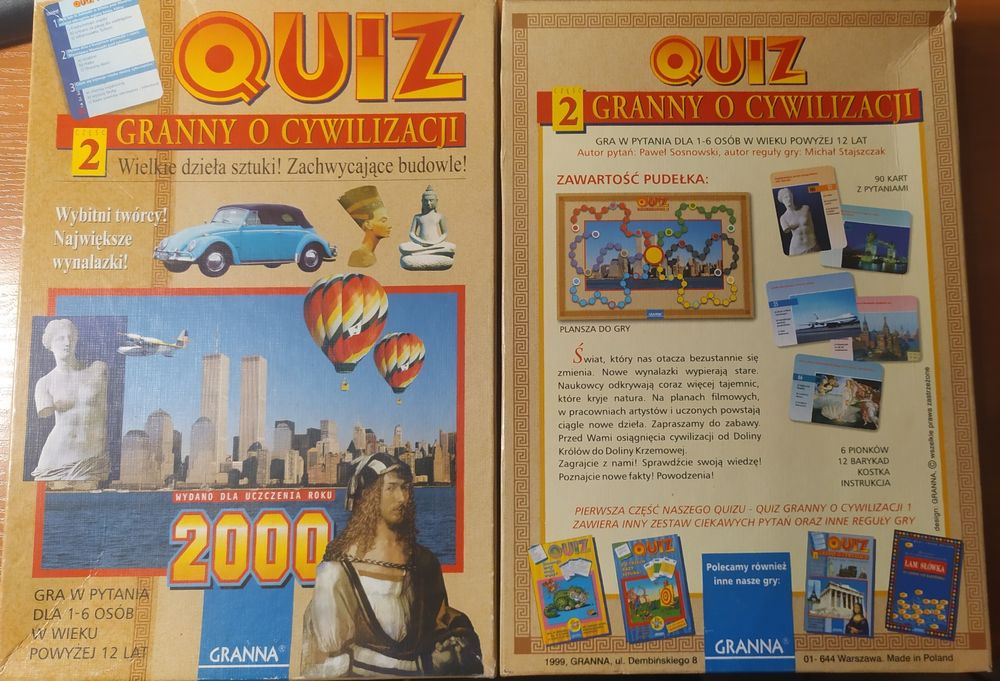 QUIZ
CZĘŚĆ
2
GRANNY O CYWILIZACJI
Wielkie dzieła sztuki! Zachwycające budowle!
Wybitni twórcy!
Największe
wynalazki!
WYDANO DLA UCZCZENIA ROKU
2000
GRA W PYTANIA
DLA 1-6 OSÓB
W WIEKU
POWYŻEJ 12 LAT
GRANNA®
QUIZ
CZĘŚĆ
2
GRANNY O CYWILIZACJI
GRA W PYTANIA DLA 1-6 OSÓB W WIEKU POWYŻEJ 12 LAT
Autor pytań: Paweł Sosnowski, autor reguły gry: Michał Stajszczak
ZAWARTOŚĆ PUDEŁKA:
90 KART
Z PYTANIAMI
QUIZ
GRANNA
PLANSZA DO GRY
Świat, który nas otacza bezustannie się
zmienia. Nowe wynalazki wypierają stare.
Naukowcy odkrywają coraz więcej tajemnic,
które kryje natura. Na planach filmowych,
w pracowniach artystów i uczonych powstają
ciągle nowe dzieła. Zapraszamy do zabawy.
Przed Wami osiągnięcia cywilizacji od Doliny
Królów do Doliny Krzemowej.
Zagrajcie z nami! Sprawdźcie swoją wiedzę!
Poznajcie nowe fakty! Powodzenia!
6 PIONKÓW
12 BARYKAD
KOSTKA
INSTRUKCJA
design: GRANNA, © wszelkie prawa zastrzeżone
PIERWSZA CZĘŚĆ NASZEGO QUIZU - QUIZ GRANNY O CYWILIZACJI 1
ZAWIERA INNY ZESTAW CIEKAWYCH PYTAŃ ORAZ INNE REGUŁY GRY
QUIZ
QUIZ
Polecamy również
inne nasze gry:
QUIZ
ŁAM SŁÓWKA
GRANNA®
1999, GRANNA, ul. Dembińskiego 8
01- 644 Warszawa. Made in Poland